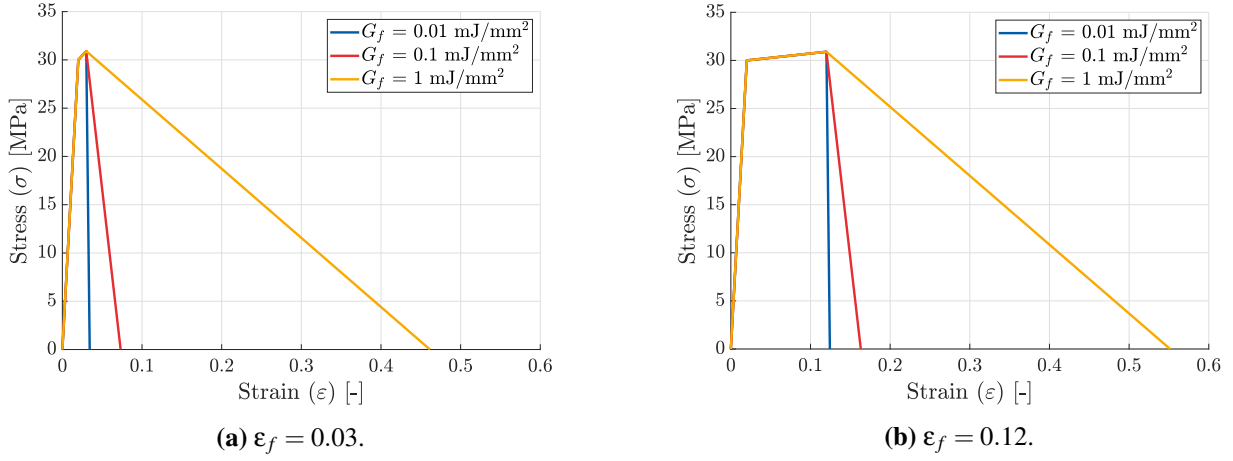 35
30
25
20
15
10
5
0
0 0.1 0.2 0.3 0.4 0.5 0.6
Stress (σ) [MPa]
Strain (ε) [-]
G_f = 0.01 mJ/mm²
G_f = 0.1 mJ/mm²
G_f = 1 mJ/mm²
(a) ε_f = 0.03.
35
30
25
20
15
10
5
0
0 0.1 0.2 0.3 0.4 0.5 0.6
Stress (σ) [MPa]
Strain (ε) [-]
G_f = 0.01 mJ/mm²
G_f = 0.1 mJ/mm²
G_f = 1 mJ/mm²
(b) ε_f = 0.12.